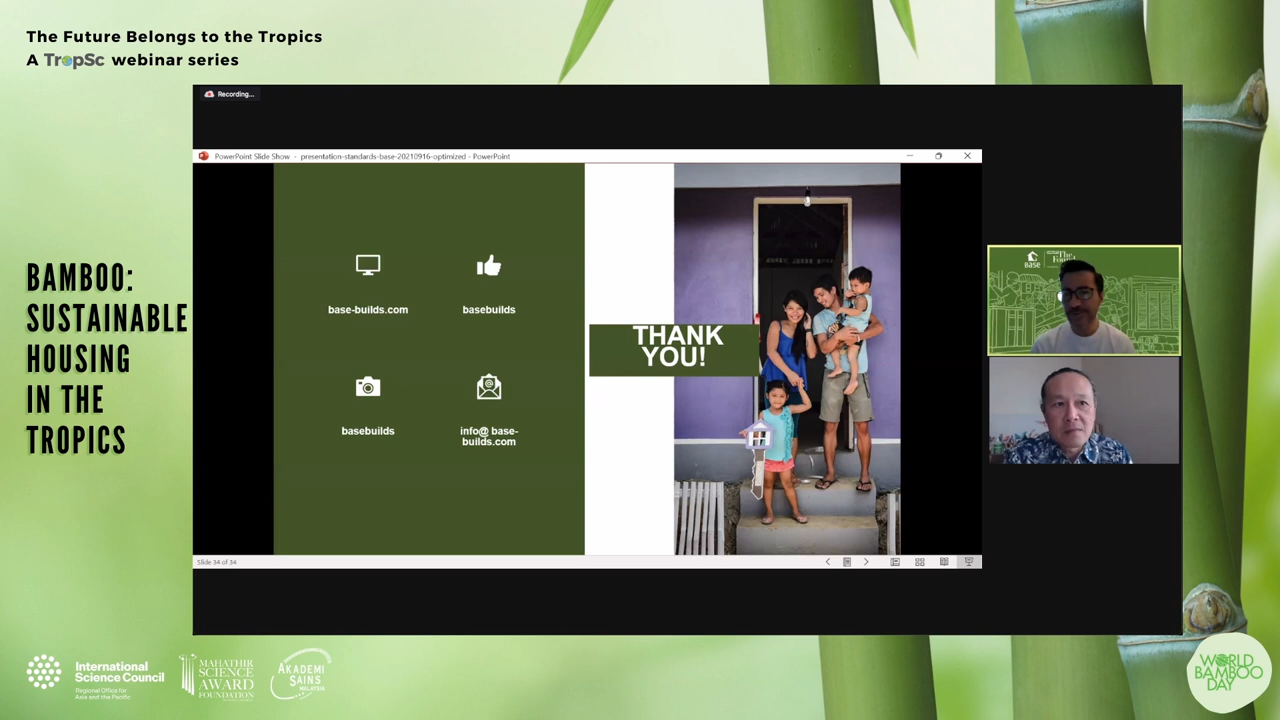 The Future Belongs to the Tropics
A TropSc webinar series
Recording...
PowerPoint Slide Show - presentation-standards-base-20210916-optimized - PowerPoint
BAMBOO:
SUSTAINABLE
HOUSING
IN THE
TROPICS
base-builds.com
basebuilds
THANK
YOU!
basebuilds
info@ base-
builds.com
BASE
Slide 34 of 34
International
Science Council
Regional Office for
Asia and the Pacific
MAHATHIR
SCIENCE
AWARD
FOUNDATION
AKADEMI
SAINS
MALAYSIA
WORLD
BAMBOO
DAY